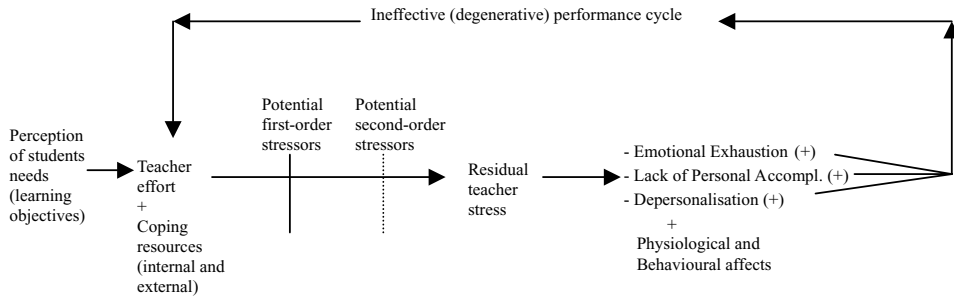 Ineffective (degenerative) performance cycle
Perception
of students
needs
(learning
objectives)
Teacher
effort
+
Coping
resources
(internal and
external)
Potential
first-order
stressors
Potential
second-order
stressors
Residual
teacher
stress
- Emotional Exhaustion (+)
- Lack of Personal Accompl. (+)
- Depersonalisation (+)
+
Physiological and
Behavioural affects